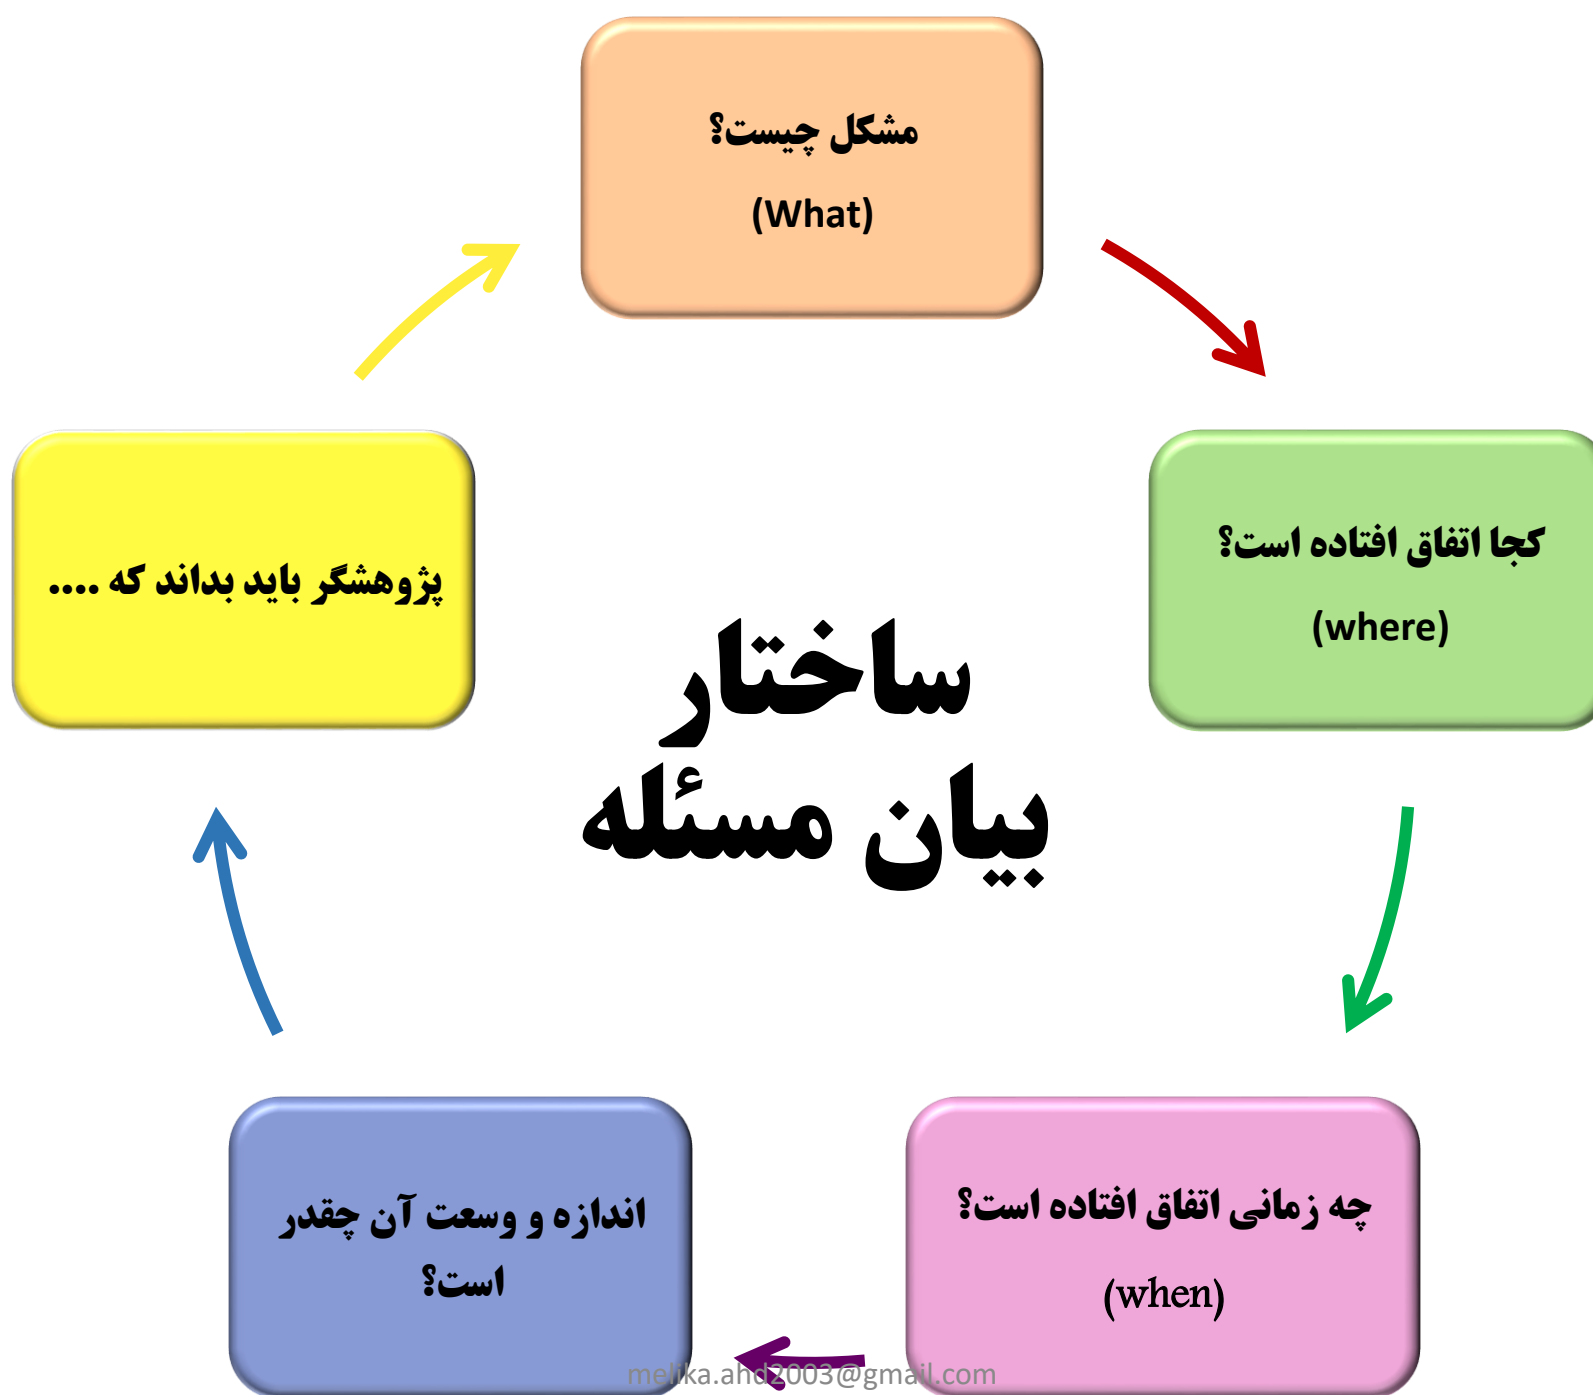 مشکل چیست؟
(What)
کجا اتفاق افتاده است؟
(where)
پژوهشگر باید بداند که ....
ساختار
بیان مسئله
چه زمانی اتفاق افتاده است؟
(when)
اندازه و وسعت آن چقدر
است؟
melika.ahd2003@gmail.com